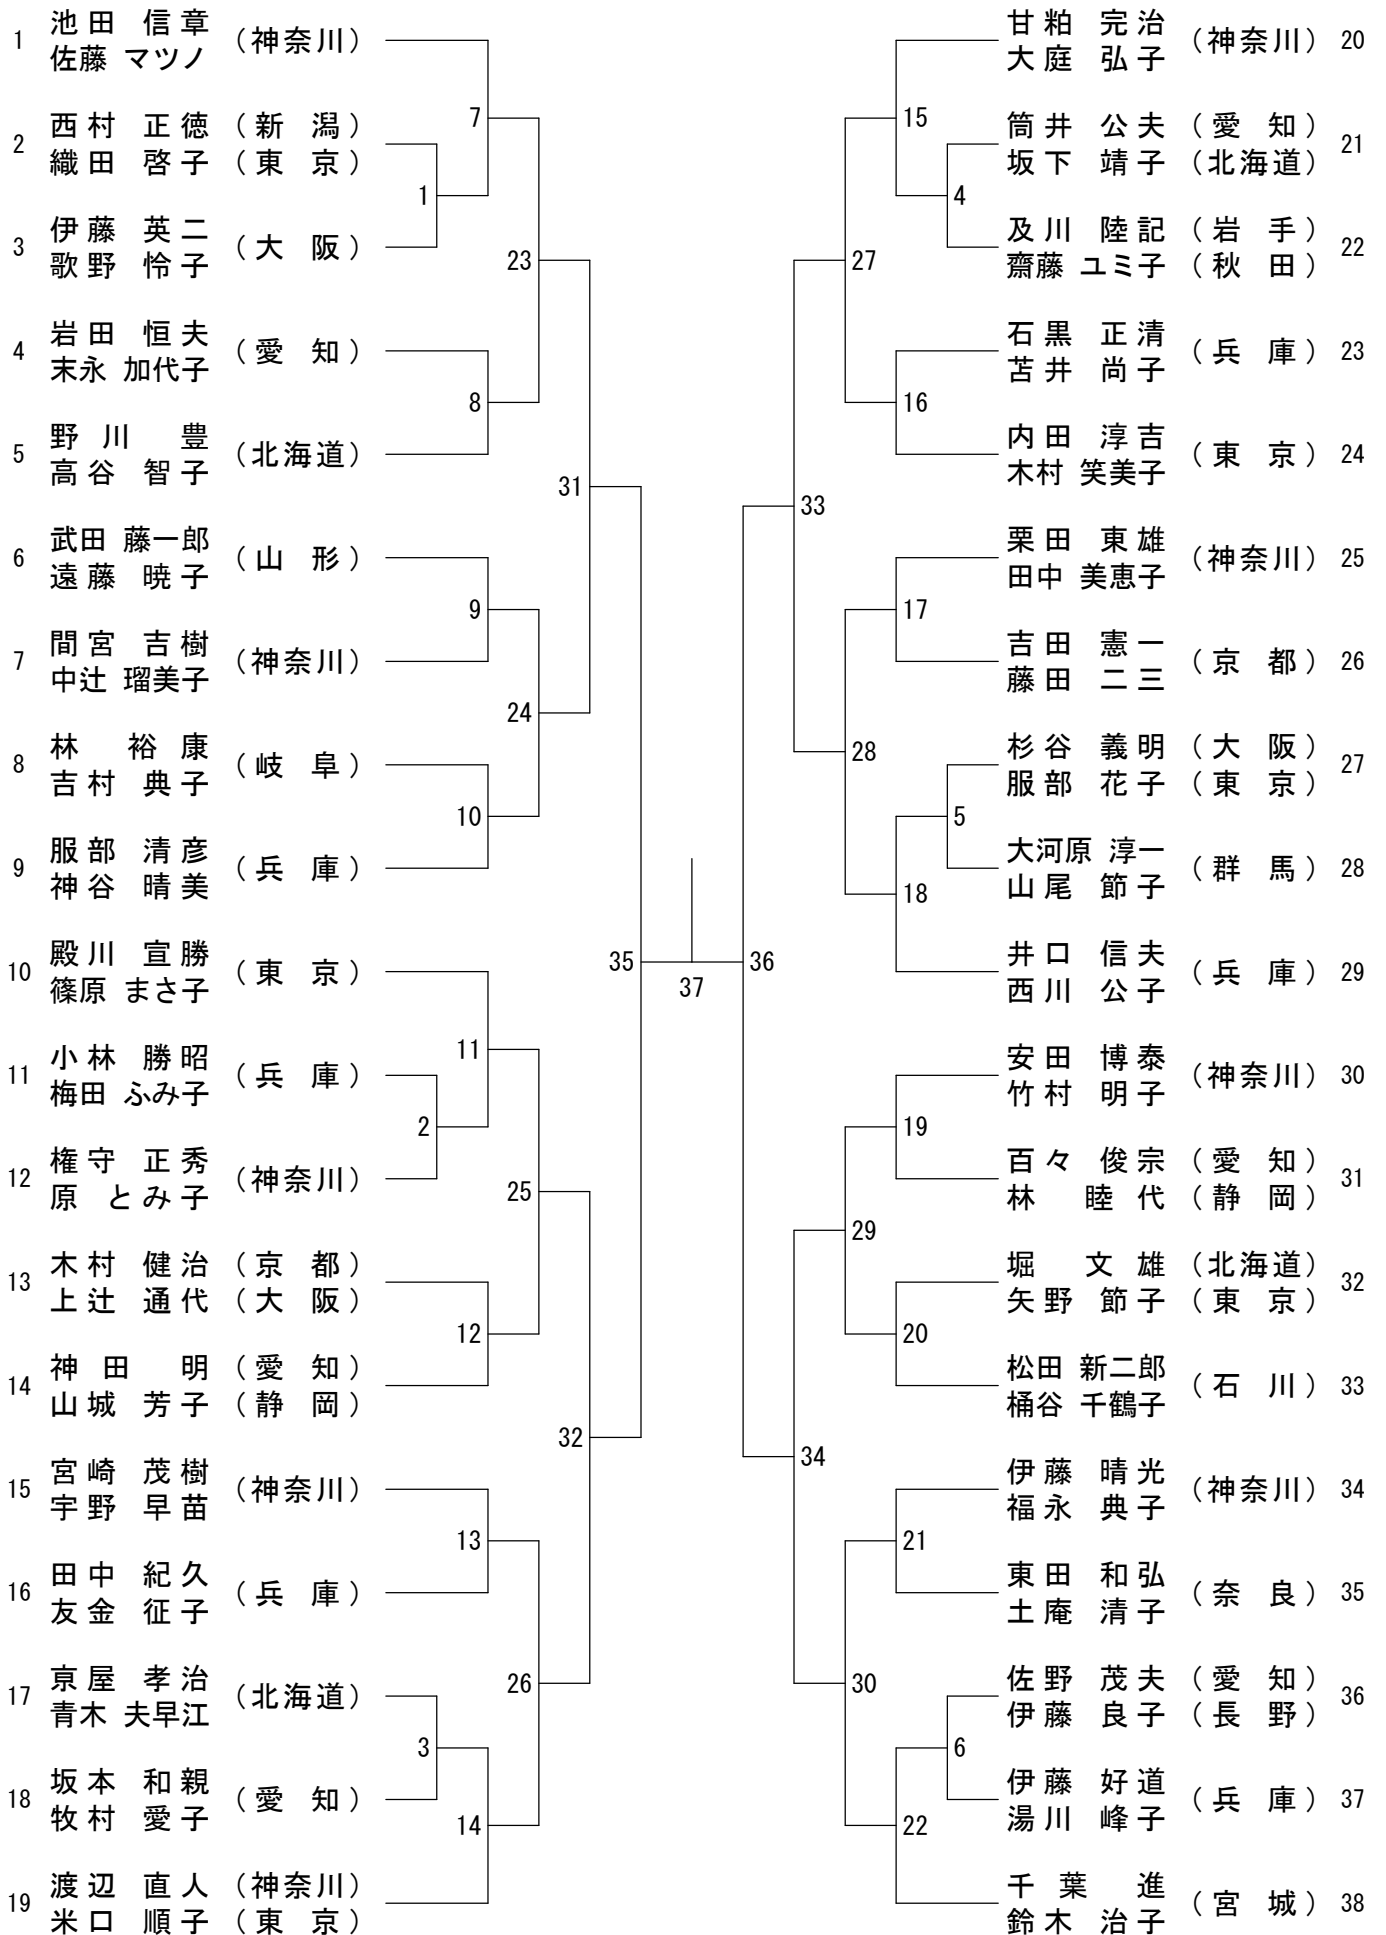 1 池田 信章 (神奈川)
佐藤 マツノ
2 西村 正徳 (新潟)
織田 啓子 (東京)
3 伊藤 英二 (大阪)
歌野 怜子
4 岩田 恒夫 (愛知)
末永 加代子
5 野川 豊 (北海道)
高谷 智子
6 武田 藤一郎 (山形)
遠藤 暁子
7 間宮 吉樹 (神奈川)
中辻 瑠美子
8 林 裕康 (岐阜)
吉村 典子
9 服部 清彦 (兵庫)
神谷 晴美
10 殿川 宣勝 (東京)
篠原 まさ子
11 小林 勝昭 (兵庫)
梅田 ふみ子
12 権守 正秀 (神奈川)
原 とみ子
13 木村 健治 (京都)
上辻 通代 (大阪)
14 神田 明 (愛知)
山城 芳子 (静岡)
15 宮崎 茂樹 (神奈川)
宇野 早苗
16 田中 紀久 (兵庫)
友金 征子
17 京屋 孝治 (北海道)
青木 夫早江
18 坂本 和親 (愛知)
牧村 愛子
19 渡辺 直人 (神奈川)
米口 順子 (東京)
7
1
23
8
31
9
24
10
35
11
2
25
12
32
13
26
3
14
37
36
15
4
27
16
33
17
28
5
18
19
29
20
34
21
30
6
22
甘粕 完治 (神奈川) 20
大庭 弘子
筒井 公夫 (愛知) 21
坂下 靖子 (北海道)
及川 陸記 (岩手) 22
齋藤 ユミ子 (秋田)
石黒 正清 (兵庫) 23
苫井 尚子
内田 淳吉 (東京) 24
木村 笑美子
栗田 東雄 (神奈川) 25
田中 美恵子
吉田 憲一 (京都) 26
藤田 二三
杉谷 義明 (大阪) 27
服部 花子 (東京)
大河原 淳一 (群馬) 28
山尾 節子
井口 信夫 (兵庫) 29
西川 公子
安田 博泰 (神奈川) 30
竹村 明子
百々 俊宗 (愛知) 31
林 睦代 (静岡)
堀 文雄 (北海道) 32
矢野 節子 (東京)
松田 新二郎 (石川) 33
桶谷 千鶴子
伊藤 晴光 (神奈川) 34
福永 典子
東田 和弘 (奈良) 35
土庵 清子
佐野 茂夫 (愛知) 36
伊藤 良子 (長野)
伊藤 好道 (兵庫) 37
湯川 峰子
千葉 進 (宮城) 38
鈴木 治子